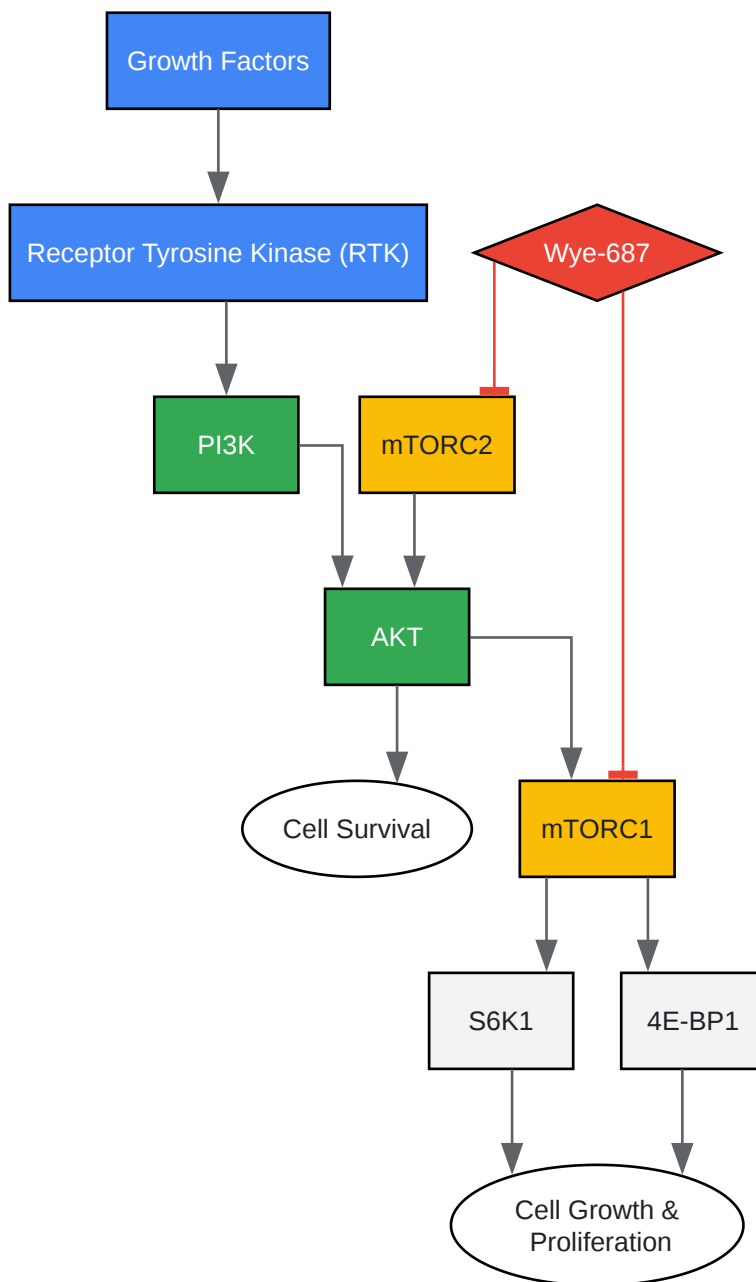 Growth Factors
Receptor Tyrosine Kinase (RTK)
Wye-687
PI3K
mTORC2
AKT
Cell Survival
mTORC1
S6K1
4E-BP1
Cell Growth &
Proliferation